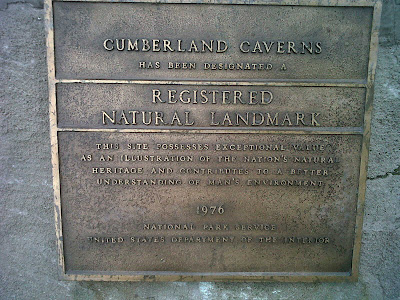 CUMBERLAND CAVERNS
HAS BEEN DESIGNATED A
REGISTERED
NATURAL LANDMARK
THIS SITE POSSESSES EXCEPTIONAL VALUE
AS AN ILLUSTRATION OF THE NATION'S NATURAL
HERITAGE AND CONTRIBUTES TO A BETTER
UNDERSTANDING OF MAN'S ENVIRONMENT
1976
NATIONAL PARK SERVICE
UNITED STATES DEPARTMENT OF THE INTERIOR